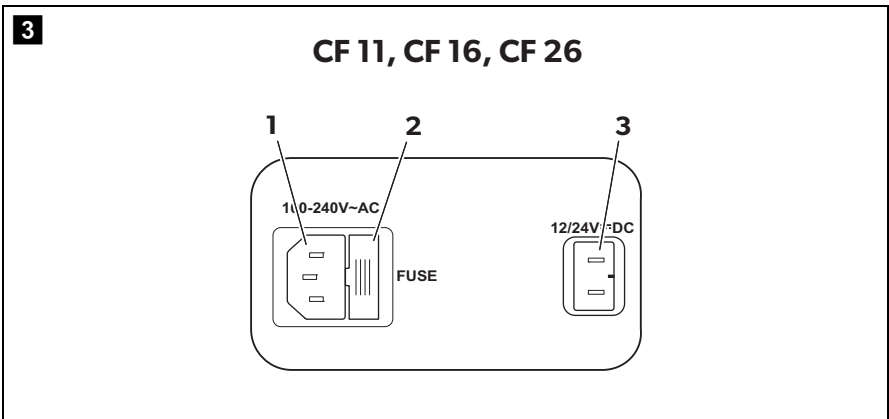 3
CF 11, CF 16, CF 26
1 2 3
100-240V~AC
12/24V⎓DC
FUSE